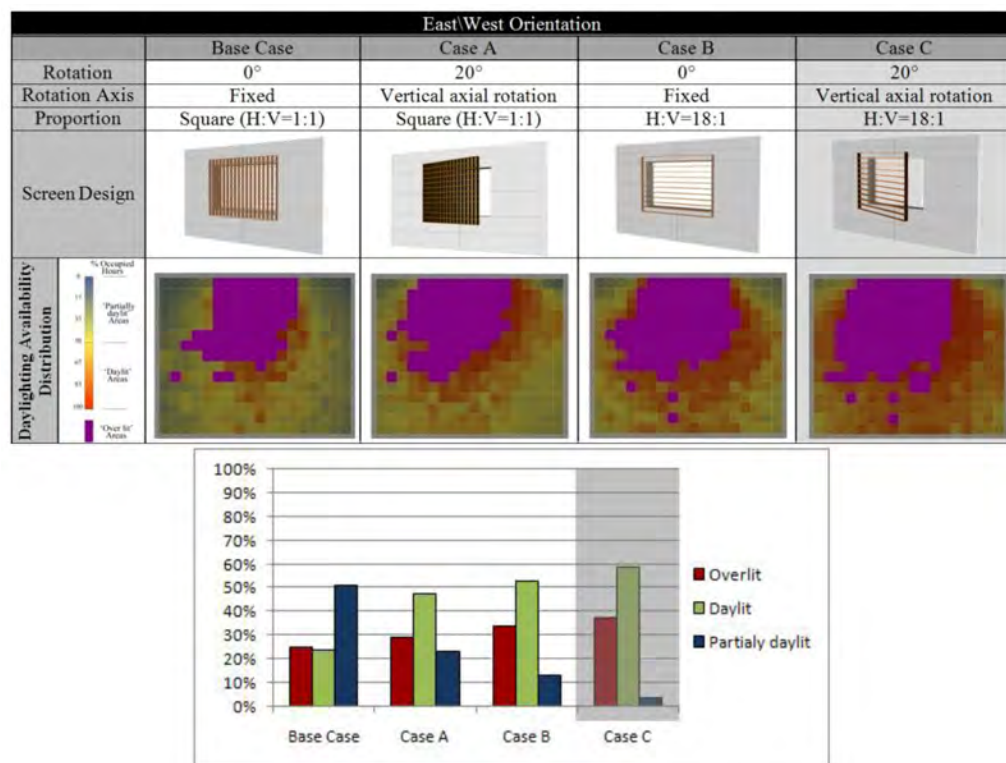 East\West Orientation
Base Case Case A Case B Case C
Rotation 0° 20° 0° 20°
Rotation Axis Fixed Vertical axial rotation Fixed Vertical axial rotation
Proportion Square (H:V=1:1) Square (H:V=1:1) H:V=18:1 H:V=18:1
Screen Design
Daylighting Availability
Distribution
% Occupied
Hours
'Partially
daylit'
Areas
'Daylit'
Areas
100
'Over lit'
Areas
100%
90%
80%
70%
60%
50%
40%
30%
20%
10%
0%
Base Case Case A Case B Case C
Overlit
Daylit
Partialy daylit